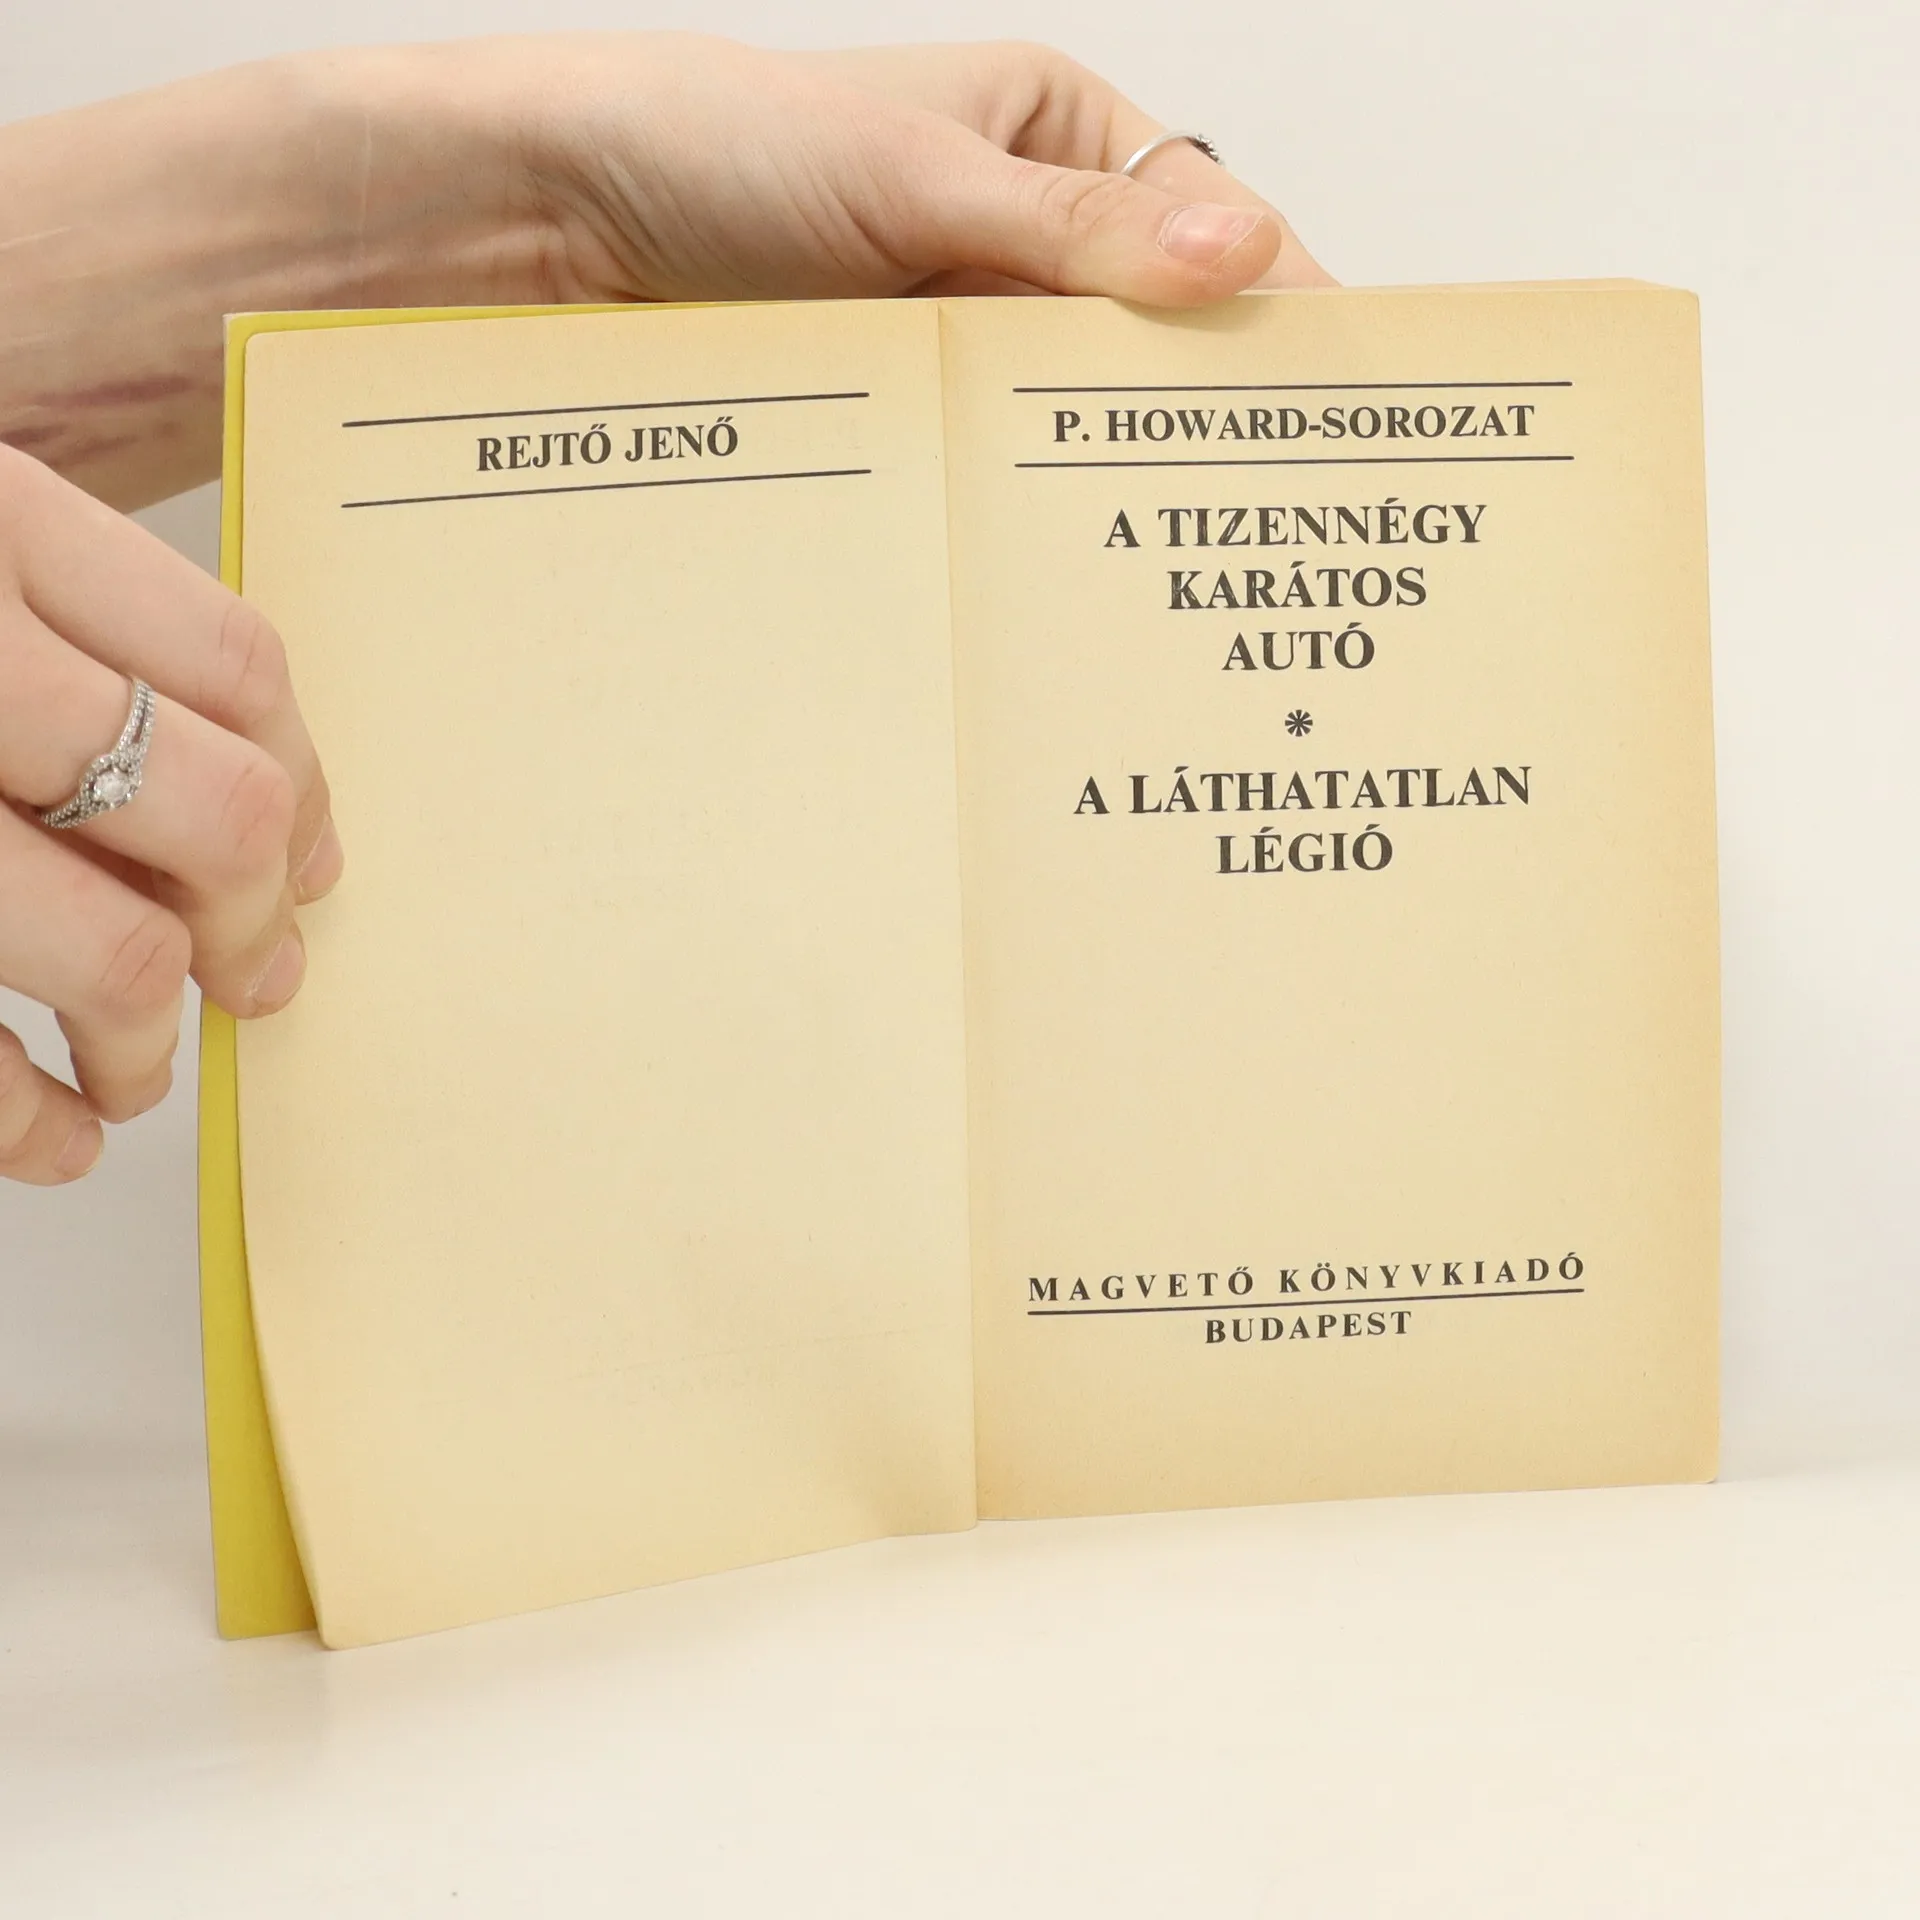 REJTŐ JENŐ
P. HOWARD-SOROZAT
A TIZENNÉGY
KARÁTOS
AUTÓ
*
A LÁTHATATLAN
LÉGIÓ
MAGVETŐ KÖNYVKIADÓ
BUDAPEST